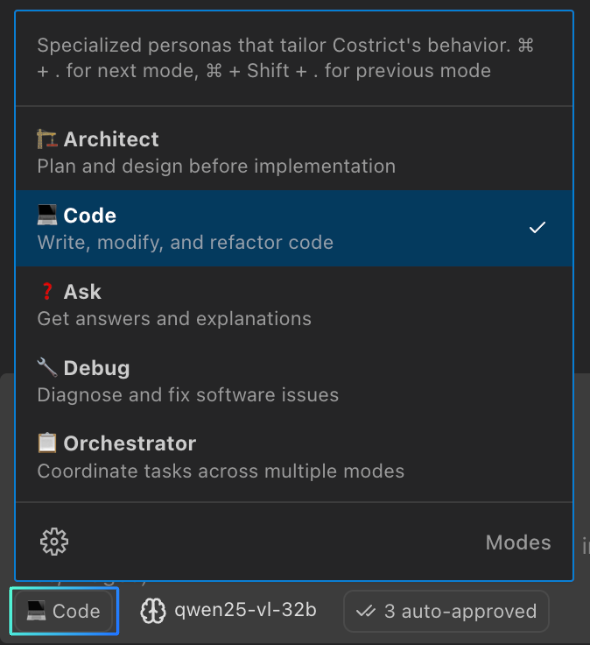 Specialized personas that tailor Costrict's behavior. ⌘
+ . for next mode, ⌘ + Shift + . for previous mode
Architect
Plan and design before implementation
Code
Write, modify, and refactor code
Ask
Get answers and explanations
Debug
Diagnose and fix software issues
Orchestrator
Coordinate tasks across multiple modes
Modes
Code
qwen25-vl-32b
3 auto-approved